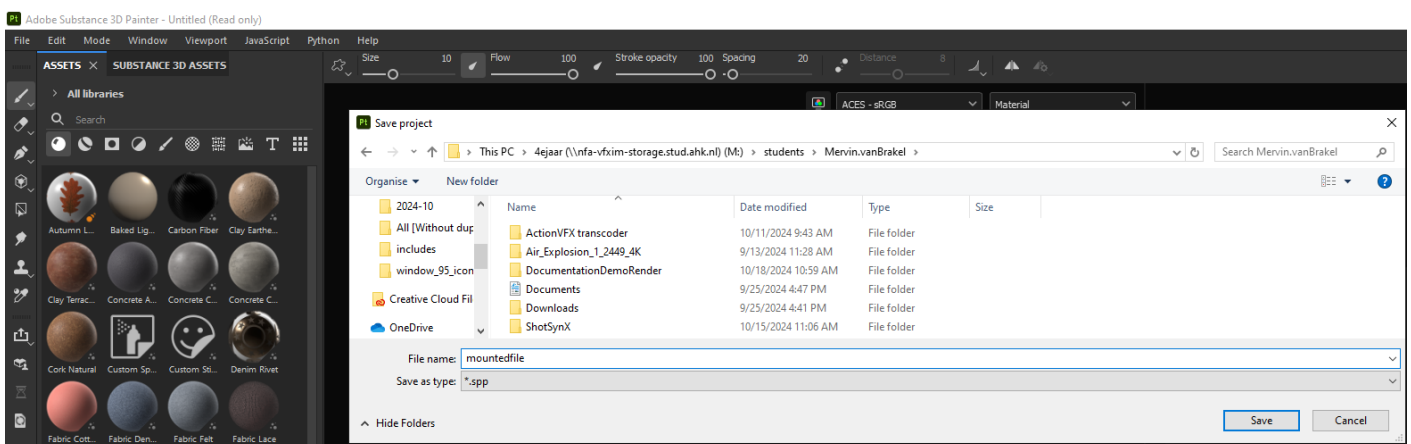 Pt Adobe Substance 3D Painter - Untitled (Read only)
File Edit Mode Window Viewport JavaScript Python Help
ASSETS × SUBSTANCE 3D ASSETS
Size 10 Flow 100 Stroke opacity 100 Spacing 20 Distance 8
> All libraries
ACES - sRGB Material
Search
Pt Save project
This PC > 4ejaar (\\nfa-vfxim-storage.stud.ahk.nl) (M:) > students > Mervin.vanBrakel >
Search Mervin.vanBrakel
Organise New folder
2024-10
All [Without dup
includes
window_95_icon
Creative Cloud Fil
OneDrive
Name Date modified Type Size
ActionVFX transcoder 10/11/2024 9:43 AM File folder
Air_Explosion_1_2449_4K 9/13/2024 11:28 AM File folder
DocumentationDemoRender 10/18/2024 10:59 AM File folder
Documents 9/25/2024 4:47 PM File folder
Downloads 9/25/2024 4:41 PM File folder
ShotSynX 10/15/2024 11:06 AM File folder
Autumn L... Baked Lig... Carbon Fiber Clay Earthe...
Clay Terrac... Concrete A... Concrete C... Concrete C...
Cork Natural Custom Sp... Custom Sti... Denim Rivet
Fabric Cott... Fabric Den... Fabric Felt Fabric Lace
File name: mountedfile
Save as type: *.spp
Hide Folders
Save Cancel